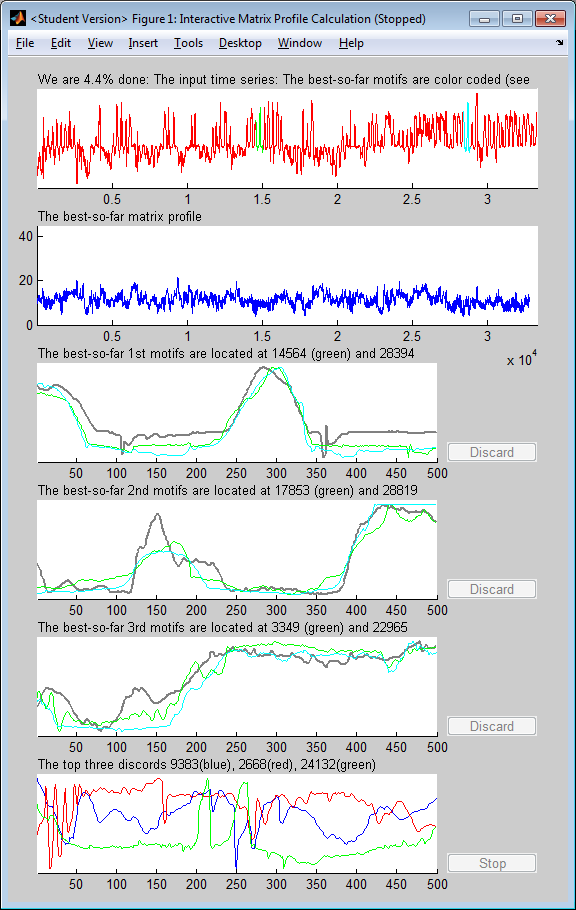 <Student Version> Figure 1: Interactive Matrix Profile Calculation (Stopped)
File Edit View Insert Tools Desktop Window Help
We are 4.4% done: The input time series: The best-so-far motifs are color coded (see
0.5 1 1.5 2 2.5 3
The best-so-far matrix profile
40
20
0
0.5 1 1.5 2 2.5 3
x 10^4
The best-so-far 1st motifs are located at 14564 (green) and 28394
Discard
50 100 150 200 250 300 350 400 450 500
The best-so-far 2nd motifs are located at 17853 (green) and 28819
Discard
50 100 150 200 250 300 350 400 450 500
The best-so-far 3rd motifs are located at 3349 (green) and 22965
Discard
50 100 150 200 250 300 350 400 450 500
The top three discords 9383(blue), 2668(red), 24132(green)
Stop
50 100 150 200 250 300 350 400 450 500